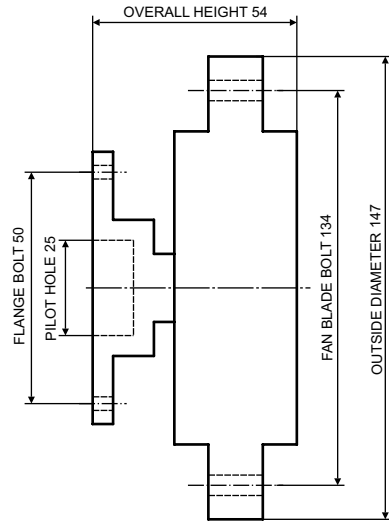 OVERALL HEIGHT 54
FLANGE BOLT 50
PILOT HOLE 25
FAN BLADE BOLT 134
OUTSIDE DIAMETER 147